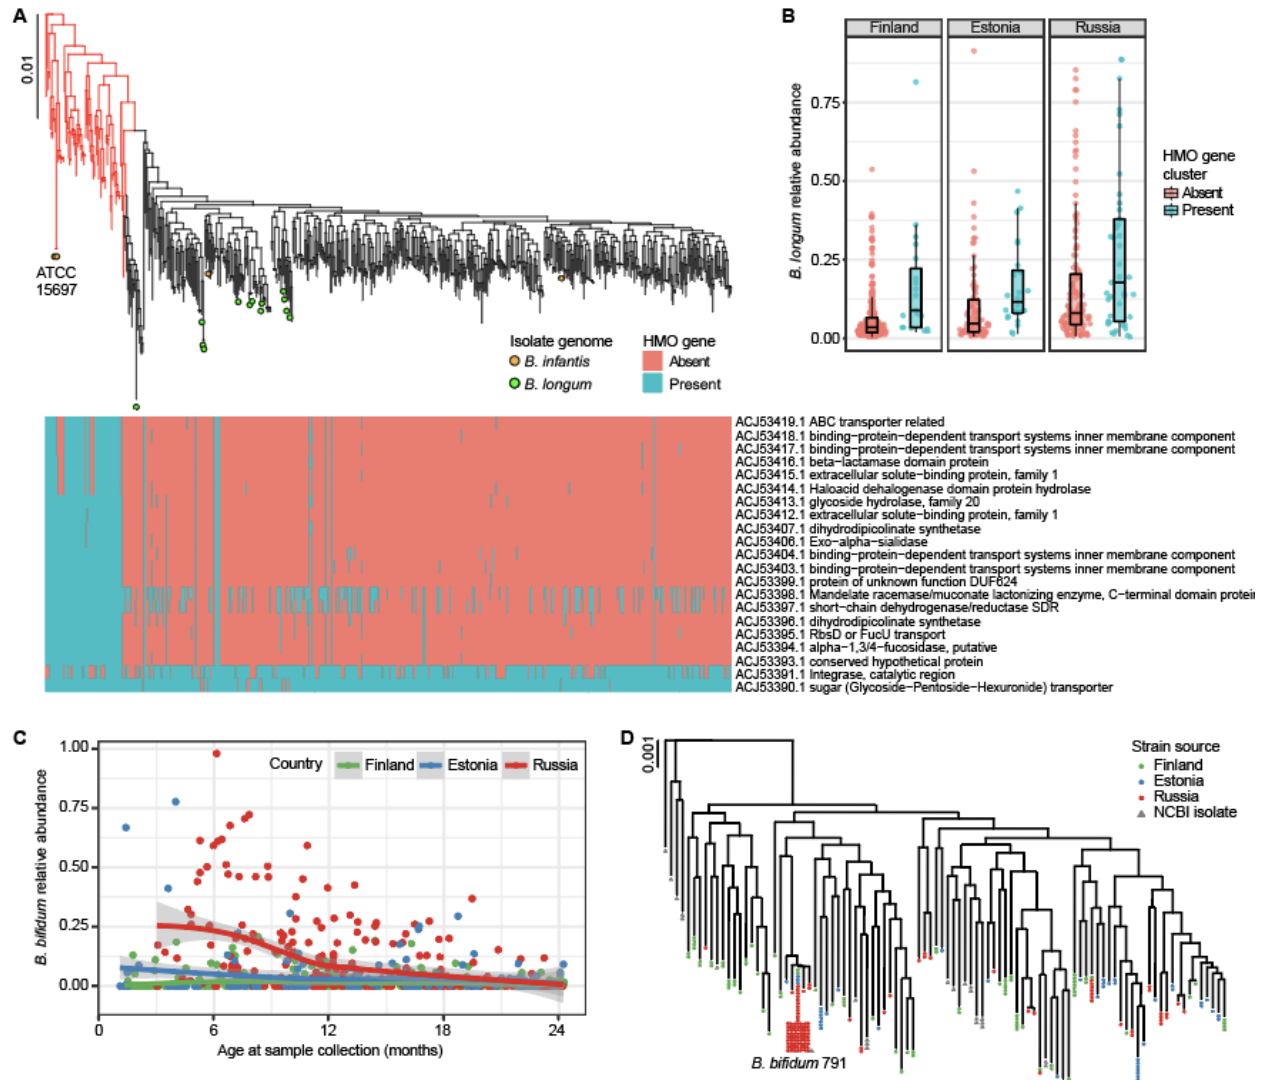 A
0.01
ATCC
15697
Isolate genome
B. infantis
B. longum
HMO gene
Absent
Present
ACJ53419.1 ABC transporter related
ACJ53418.1 binding-protein-dependent transport systems inner membrane component
ACJ53417.1 binding-protein-dependent transport systems inner membrane component
ACJ53416.1 beta-lactamase domain protein
ACJ53415.1 extracellular solute-binding protein, family 1
ACJ53414.1 Haloacid dehalogenase domain protein hydrolase
ACJ53413.1 glycoside hydrolase, family 20
ACJ53412.1 extracellular solute-binding protein, family 1
ACJ53407.1 dihydrodipicolinate synthetase
ACJ53406.1 Exo-alpha-sialidase
ACJ53404.1 binding-protein-dependent transport systems inner membrane component
ACJ53403.1 binding-protein-dependent transport systems inner membrane component
ACJ53399.1 protein of unknown function DUF624
ACJ53398.1 Mandelate racemase/muconate lactonizing enzyme, C-terminal domain protein
ACJ53397.1 short-chain dehydrogenase/reductase SDR
ACJ53396.1 dihydrodipicolinate synthetase
ACJ53395.1 RbsD or FucU transport
ACJ53394.1 alpha-1,3/4-fucosidase, putative
ACJ53393.1 conserved hypothetical protein
ACJ53391.1 Integrase, catalytic region
ACJ53390.1 sugar (Glycoside-Pentoside-Hexuronide) transporter
B
Finland
Estonia
Russia
B. longum relative abundance
0.75
0.50
0.25
0.00
HMO gene
cluster
Absent
Present
C
B. bifidum relative abundance
1.00
0.75
0.50
0.25
0.00
Country
Finland
Estonia
Russia
0
6
12
18
24
Age at sample collection (months)
D
0.001
Strain source
Finland
Estonia
Russia
NCBI isolate
B. bifidum 791